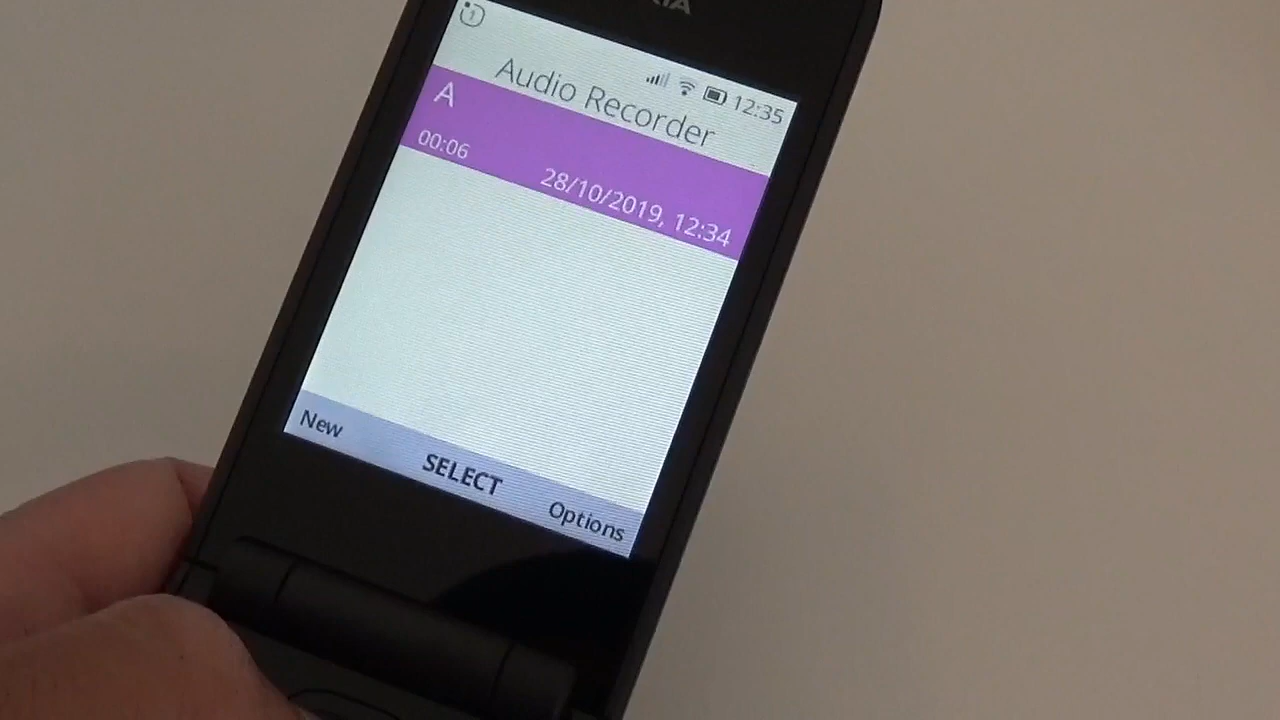 12:35
Audio Recorder
A
00:06
28/10/2019, 12:34
New
SELECT
Options